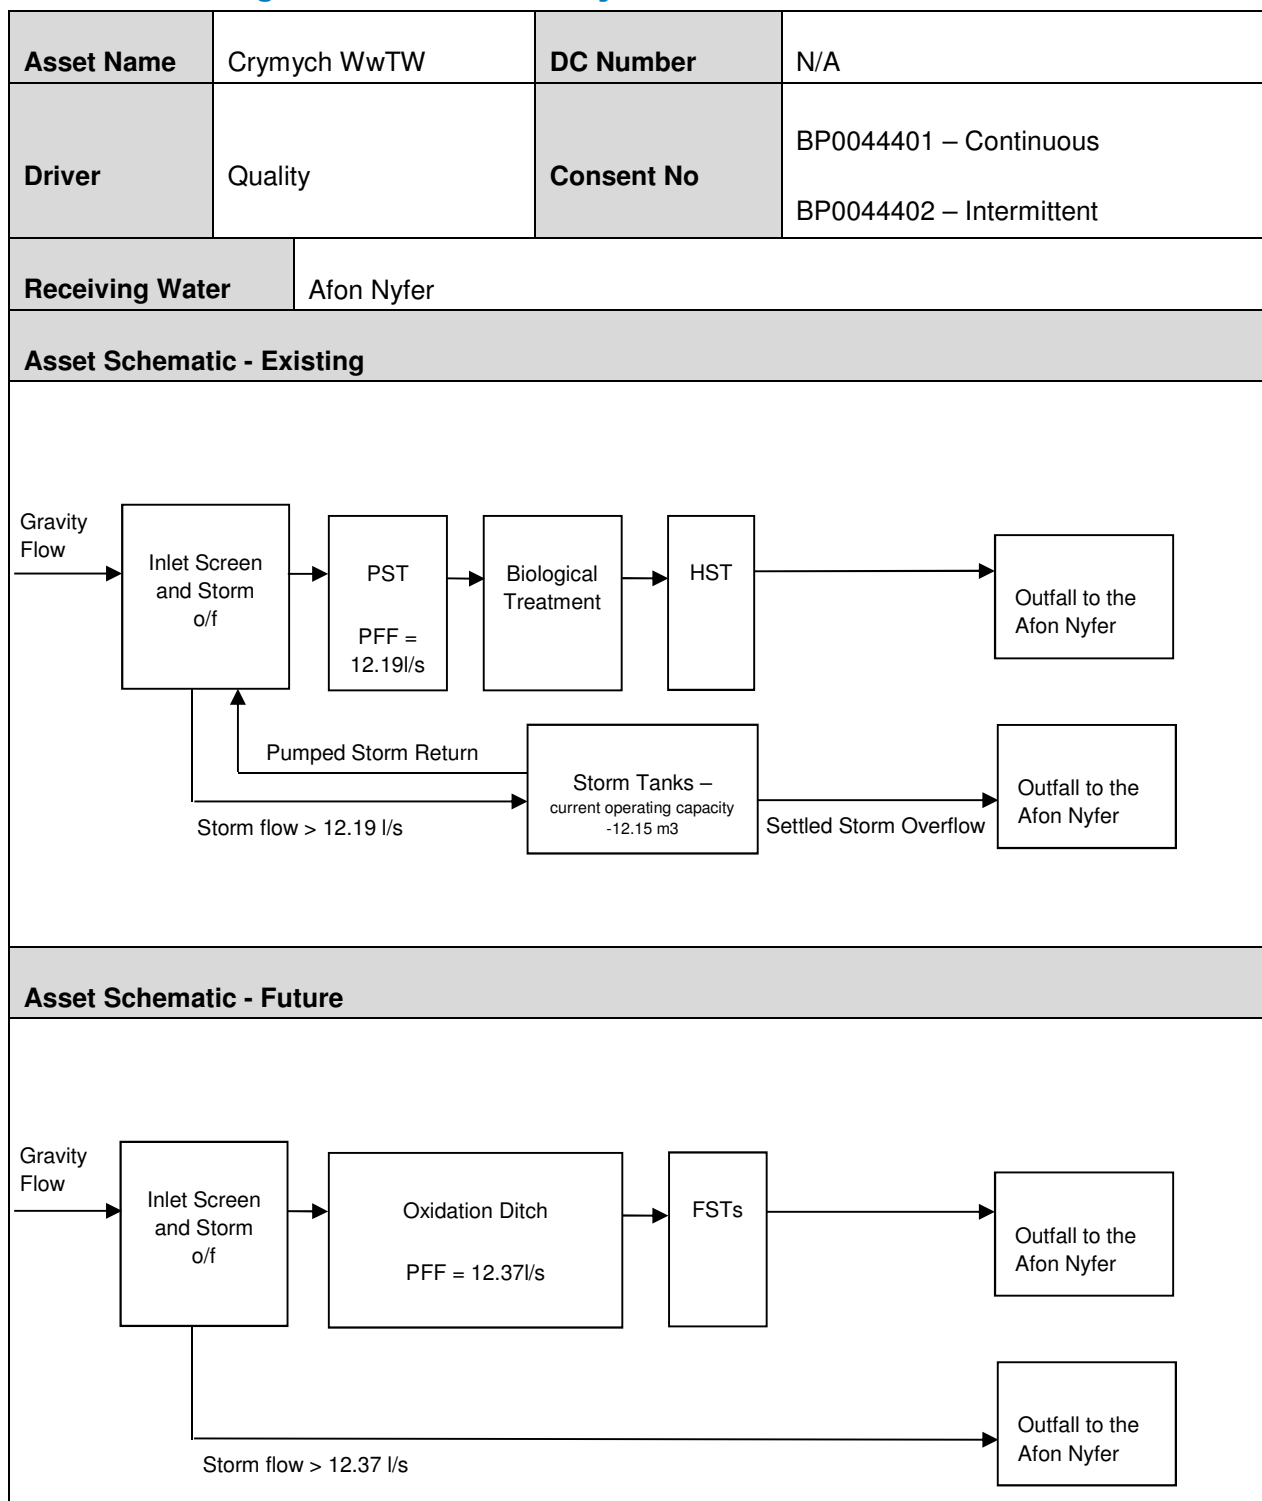 Asset Name Crymych WwTW DC Number N/A
Driver Quality Consent No BP0044401 – Continuous
BP0044402 – Intermittent
Receiving Water Afon Nyfer
Asset Schematic - Existing
Gravity
Flow
Inlet Screen
and Storm
o/f
PST
PFF =
12.19l/s
Biological
Treatment
HST
Outfall to the
Afon Nyfer
Pumped Storm Return
Storm flow > 12.19 l/s
Storm Tanks –
current operating capacity
-12.15 m3
Settled Storm Overflow
Outfall to the
Afon Nyfer
Asset Schematic - Future
Gravity
Flow
Inlet Screen
and Storm
o/f
Oxidation Ditch
PFF = 12.37l/s
FSTs
Outfall to the
Afon Nyfer
Storm flow > 12.37 l/s
Outfall to the
Afon Nyfer